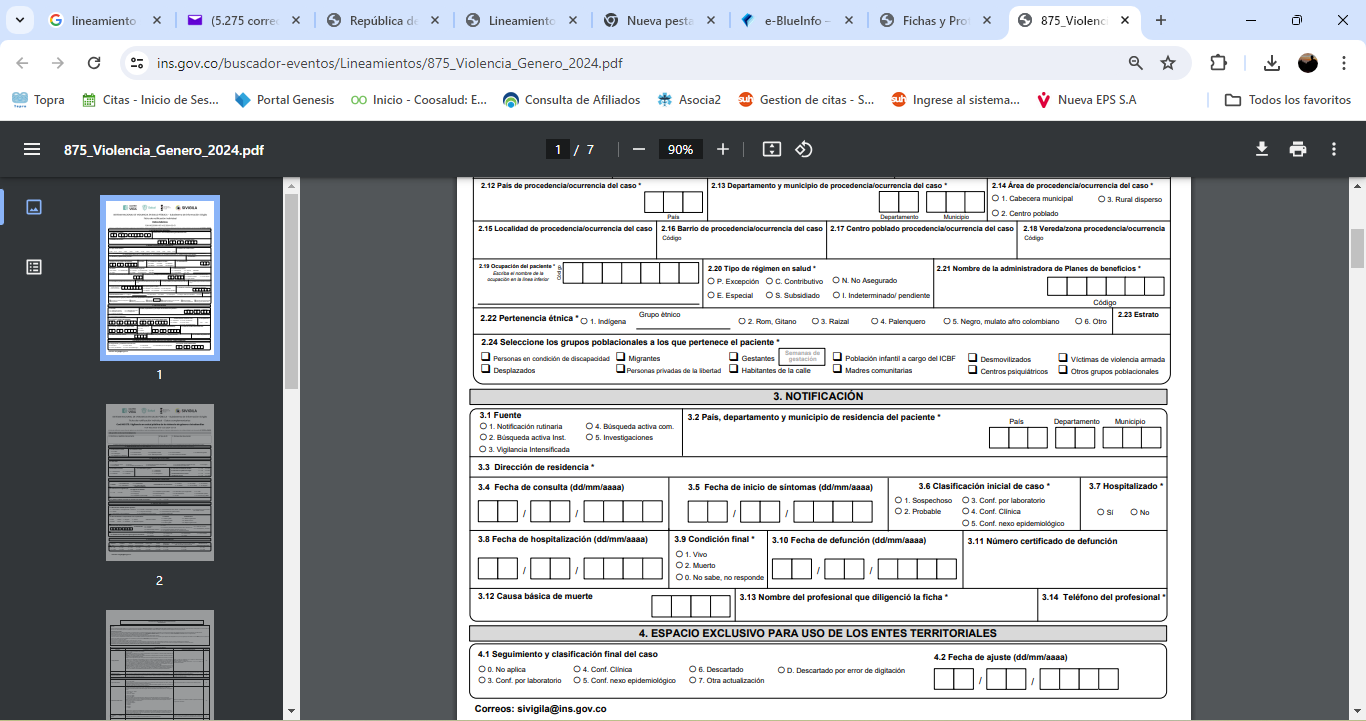 lineamiento
(5.275 corre
República de
Lineamiento
Nueva pesta
e-BlueInfo –
Fichas y Pro
875_Violenci
ins.gov.co/buscador-eventos/Lineamientos/875_Violencia_Genero_2024.pdf
Topra
Citas - Inicio de Ses...
Portal Genesis
Inicio - Coosalud: E...
Consulta de Afiliados
Asocia2
Gestion de citas - S...
Ingrese al sistema...
Nueva EPS S.A
Todos los favoritos
875_Violencia_Genero_2024.pdf
1 / 7
90%
1
2
2.12 País de procedencia/ocurrencia del caso *
País
2.13 Departamento y municipio de procedencia/ocurrencia del caso *
Departamento Municipio
2.14 Área de procedencia/ocurrencia del caso *
1. Cabecera municipal
3. Rural disperso
2. Centro poblado
2.15 Localidad de procedencia/ocurrencia del caso
2.16 Barrio de procedencia/ocurrencia del caso
Código
2.17 Centro poblado procedencia/ocurrencia del caso
2.18 Vereda/zona procedencia/ocurrencia
Código
2.19 Ocupación del paciente *
Escriba el nombre de la
ocupación en la línea inferior
Código
2.20 Tipo de régimen en salud *
P. Excepción C. Contributivo N. No Asegurado
E. Especial S. Subsidiado I. Indeterminado/ pendiente
2.21 Nombre de la administradora de Planes de beneficios *
Código
2.22 Pertenencia étnica *
1. Indígena
Grupo étnico
2. Rom, Gitano 3. Raizal 4. Palenquero 5. Negro, mulato afro colombiano 6. Otro
2.23 Estrato
2.24 Seleccione los grupos poblacionales a los que pertenece el paciente *
Personas en condición de discapacidad Migrantes Gestantes
Semanas de
gestación
Población infantil a cargo del ICBF Desmovilizados Víctimas de violencia armada
Desplazados Personas privadas de la libertad Habitantes de la calle Madres comunitarias Centros psiquiátricos Otros grupos poblacionales
3. NOTIFICACIÓN
3.1 Fuente
1. Notificación rutinaria 4. Búsqueda activa com.
2. Búsqueda activa Inst. 5. Investigaciones
3. Vigilancia Intensificada
3.2 País, departamento y municipio de residencia del paciente *
País Departamento Municipio
3.3 Dirección de residencia *
3.4 Fecha de consulta (dd/mm/aaaa)
/ /
3.5 Fecha de inicio de síntomas (dd/mm/aaaa)
/ /
3.6 Clasificación inicial de caso *
1. Sospechoso 3. Conf. por laboratorio
2. Probable 4. Conf. Clínica
5. Conf. nexo epidemiológico
3.7 Hospitalizado *
Sí No
3.8 Fecha de hospitalización (dd/mm/aaaa)
/ /
3.9 Condición final *
1. Vivo
2. Muerto
0. No sabe, no responde
3.10 Fecha de defunción (dd/mm/aaaa)
/ /
3.11 Número certificado de defunción
3.12 Causa básica de muerte
3.13 Nombre del profesional que diligenció la ficha *
3.14 Teléfono del profesional *
4. ESPACIO EXCLUSIVO PARA USO DE LOS ENTES TERRITORIALES
4.1 Seguimiento y clasificación final del caso
0. No aplica 4. Conf. Clínica 6. Descartado D. Descartado por error de digitación
3. Conf. por laboratorio 5. Conf. nexo epidemiológico 7. Otra actualización
4.2 Fecha de ajuste (dd/mm/aaaa)
/ /
Correos: sivigila@ins.gov.co